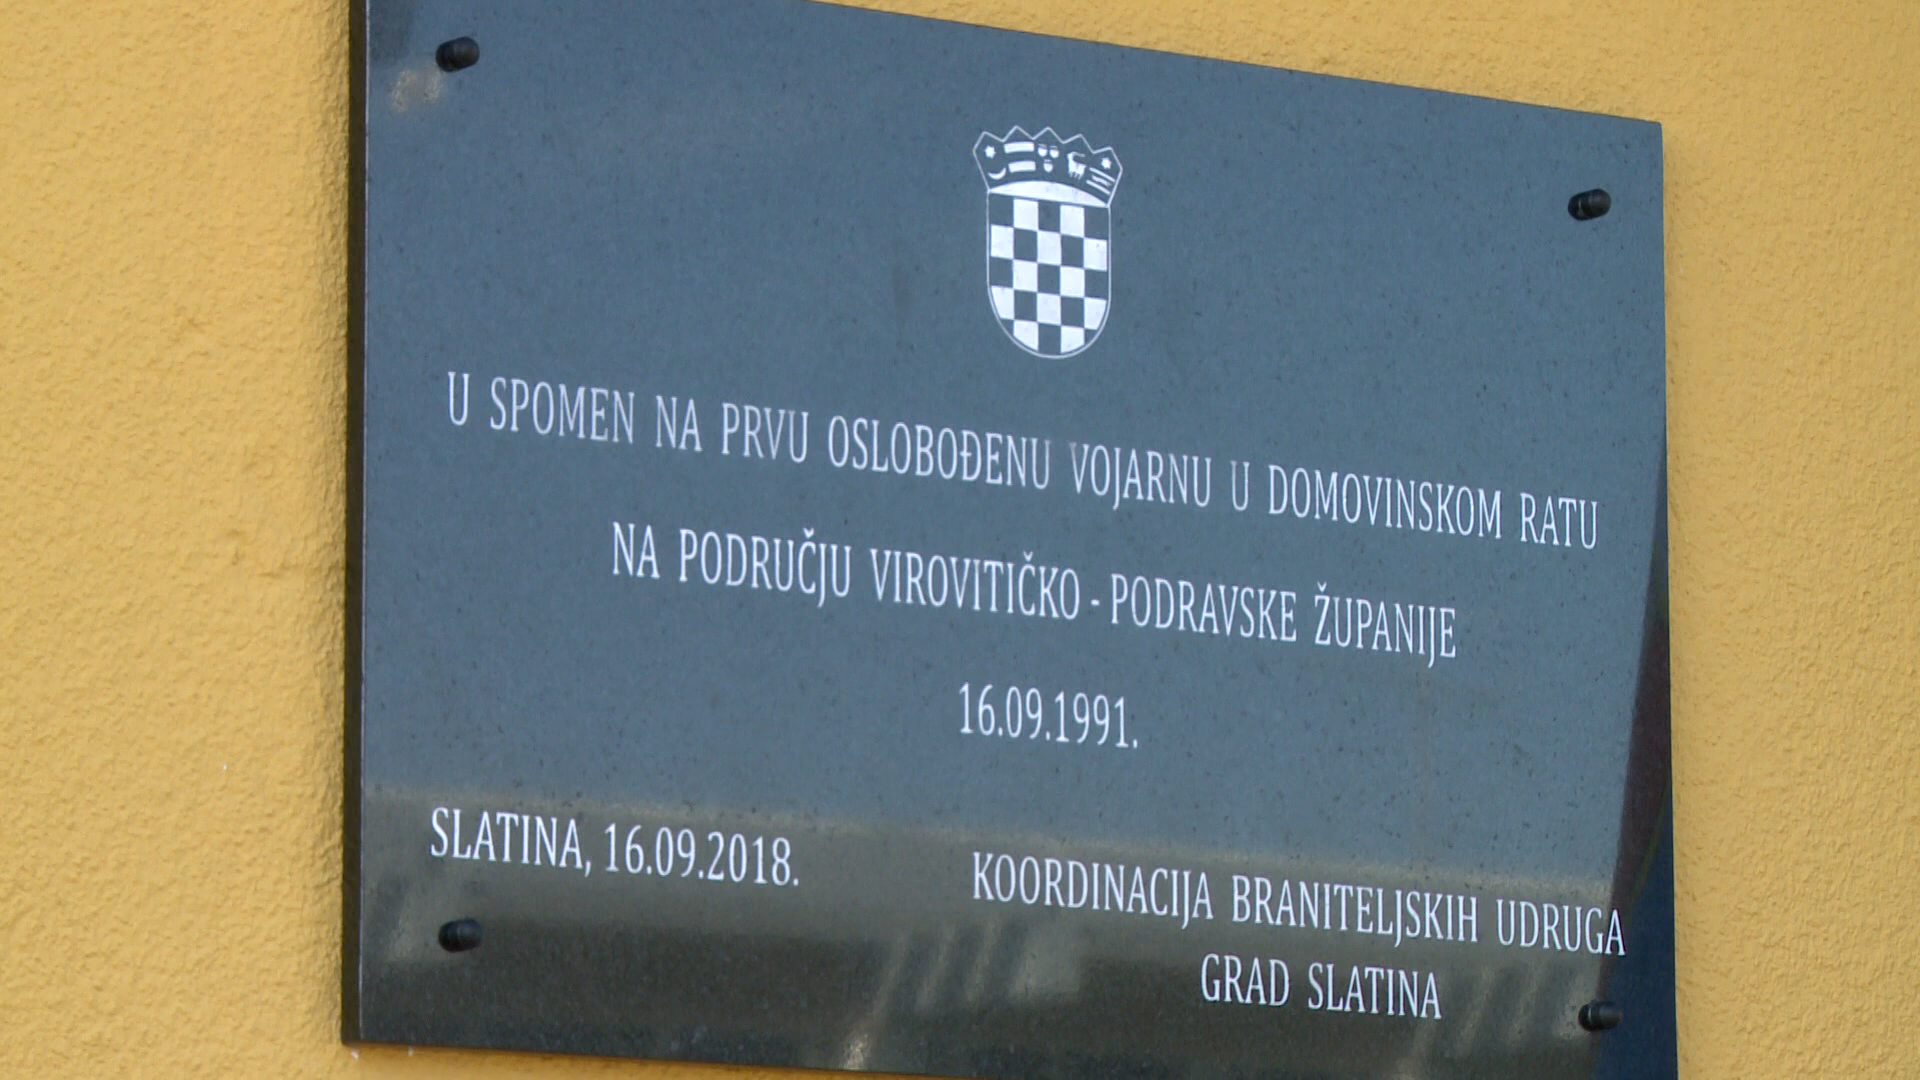 U SPOMEN NA PRVU OSLOBOĐENU VOJARNU U DOMOVINSKOM RATU
NA PODRUČJU VIROVITIČKO - PODRAVSKE ŽUPANIJE
16.09.1991.
SLATINA, 16.09.2018.
KOORDINACIJA BRANITELJSKIH UDRUGA
GRAD SLATINA